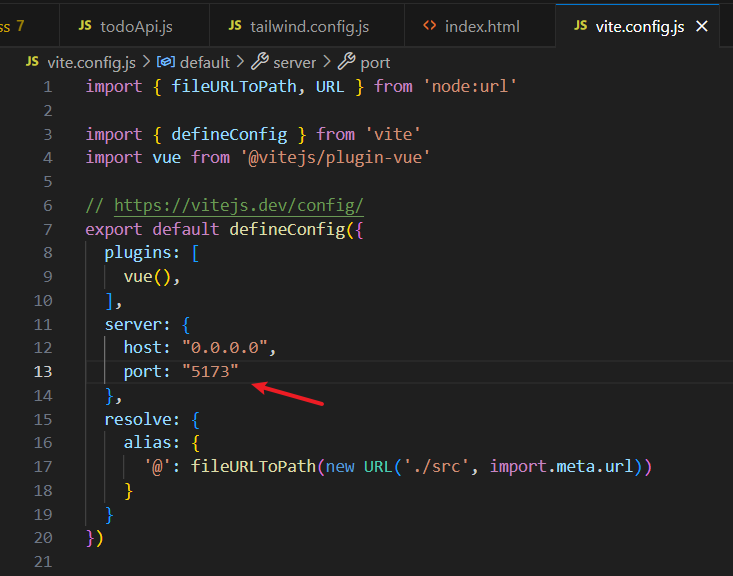 ss 7 JS todoApi.js JS tailwind.config.js <> index.html JS vite.config.js ×
JS vite.config.js > default > server > port
1 import { fileURLToPath, URL } from 'node:url'
2
3 import { defineConfig } from 'vite'
4 import vue from '@vitejs/plugin-vue'
5
6 // https://vitejs.dev/config/
7 export default defineConfig({
8   plugins: [
9     vue(),
10   ],
11   server: {
12     host: "0.0.0.0",
13     port: "5173"
14   },
15   resolve: {
16     alias: {
17       '@': fileURLToPath(new URL('./src', import.meta.url))
18     }
19   }
20 })
21